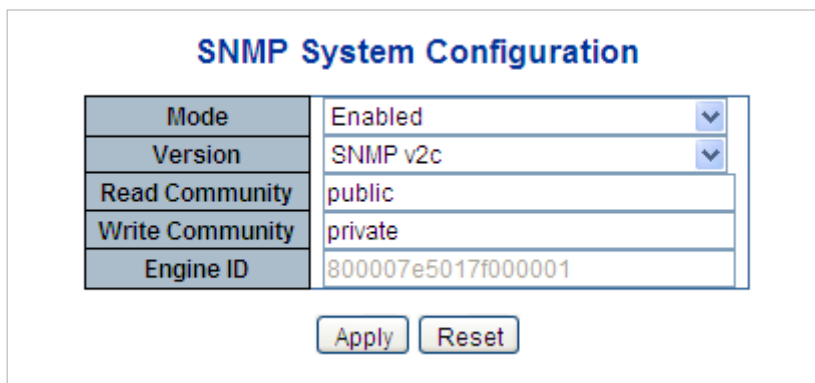 SNMP System Configuration
Mode Enabled
Version SNMP v2c
Read Community public
Write Community private
Engine ID 800007e5017f000001
Apply Reset